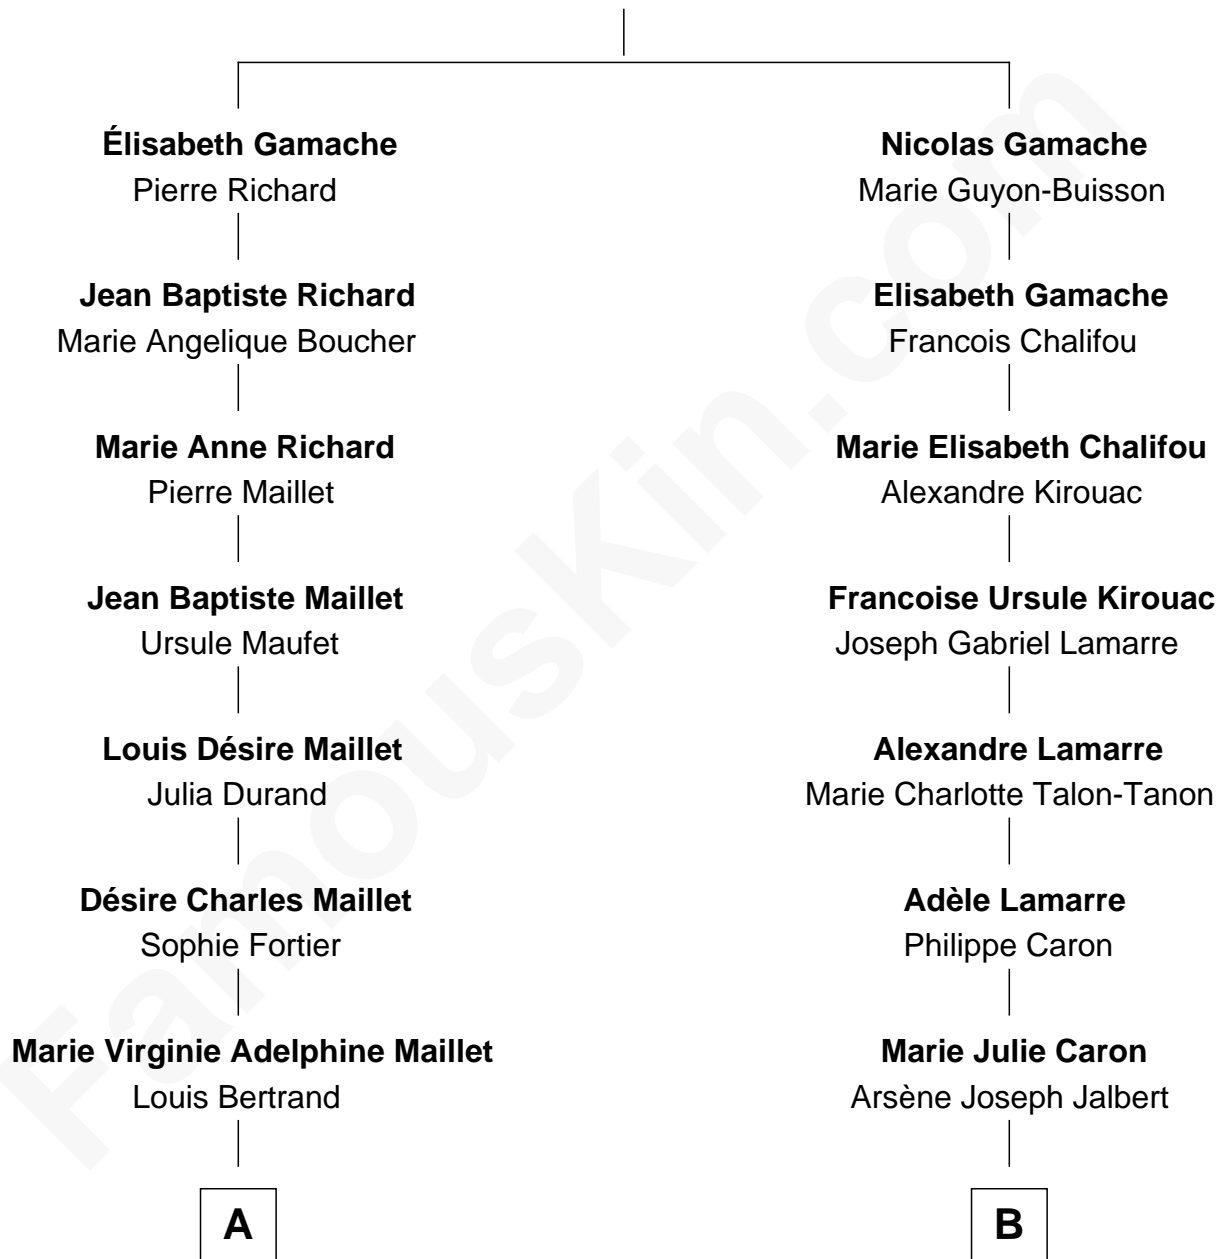 Élisabeth Gamache
Pierre Richard
Jean Baptiste Richard
Marie Angelique Boucher
Marie Anne Richard
Pierre Maillet
Jean Baptiste Maillet
Ursule Maufet
Louis Désire Maillet
Julia Durand
Désire Charles Maillet
Sophie Fortier
Marie Virginie Adelphine Maillet
Louis Bertrand
A
Nicolas Gamache
Marie Guyon-Buisson
Elisabeth Gamache
Francois Chalifou
Marie Elisabeth Chalifou
Alexandre Kirouac
Francoise Ursule Kirouac
Joseph Gabriel Lamarre
Alexandre Lamarre
Marie Charlotte Talon-Tanon
Adèle Lamarre
Philippe Caron
Marie Julie Caron
Arsène Joseph Jalbert
B
FamousKin.com